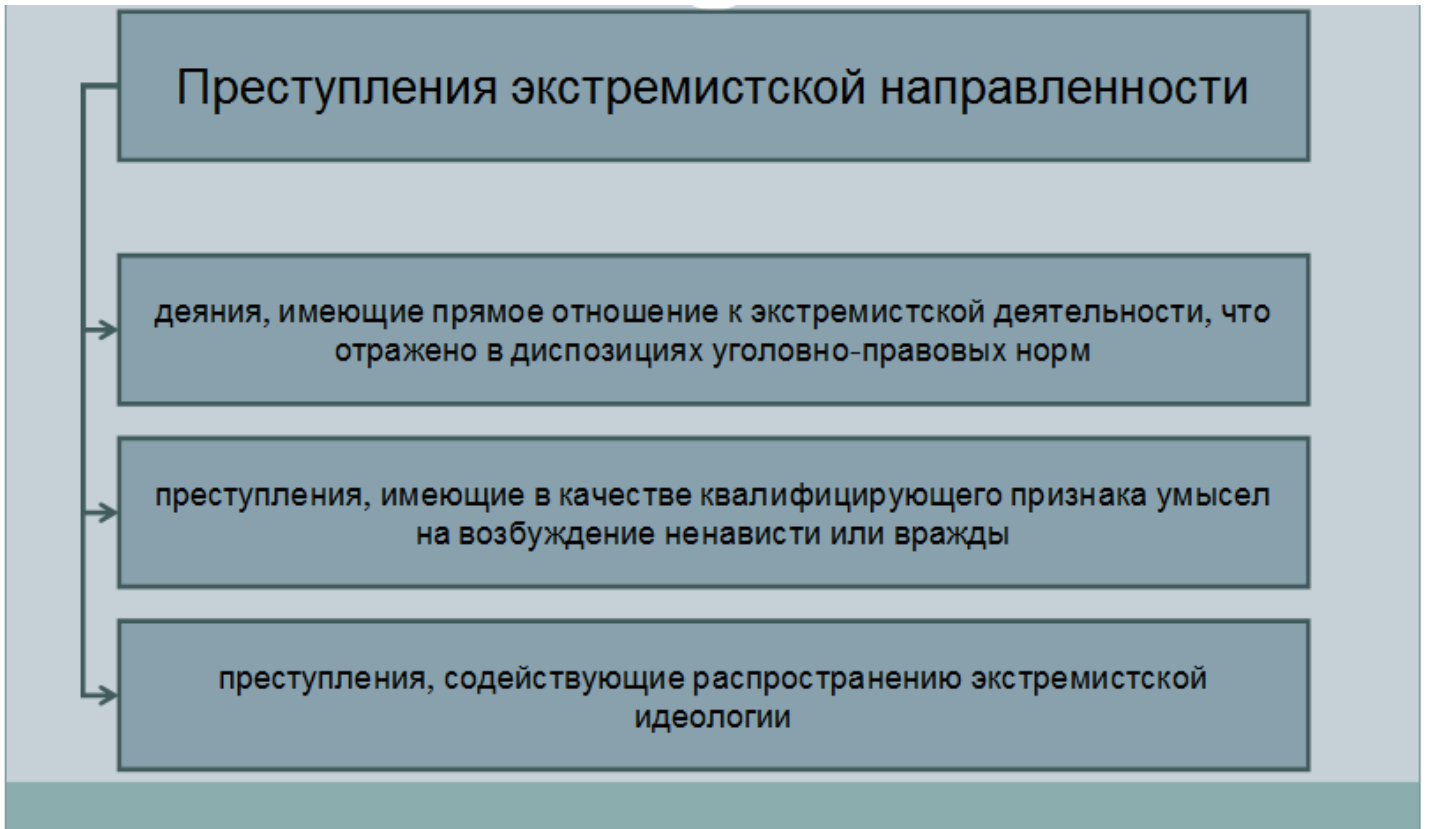 Преступления экстремистской направленности
деяния, имеющие прямое отношение к экстремистской деятельности, что
отражено в диспозициях уголовно-правовых норм
преступления, имеющие в качестве квалифицирующего признака умысел
на возбуждение ненависти или вражды
преступления, содействующие распространению экстремистской
идеологии